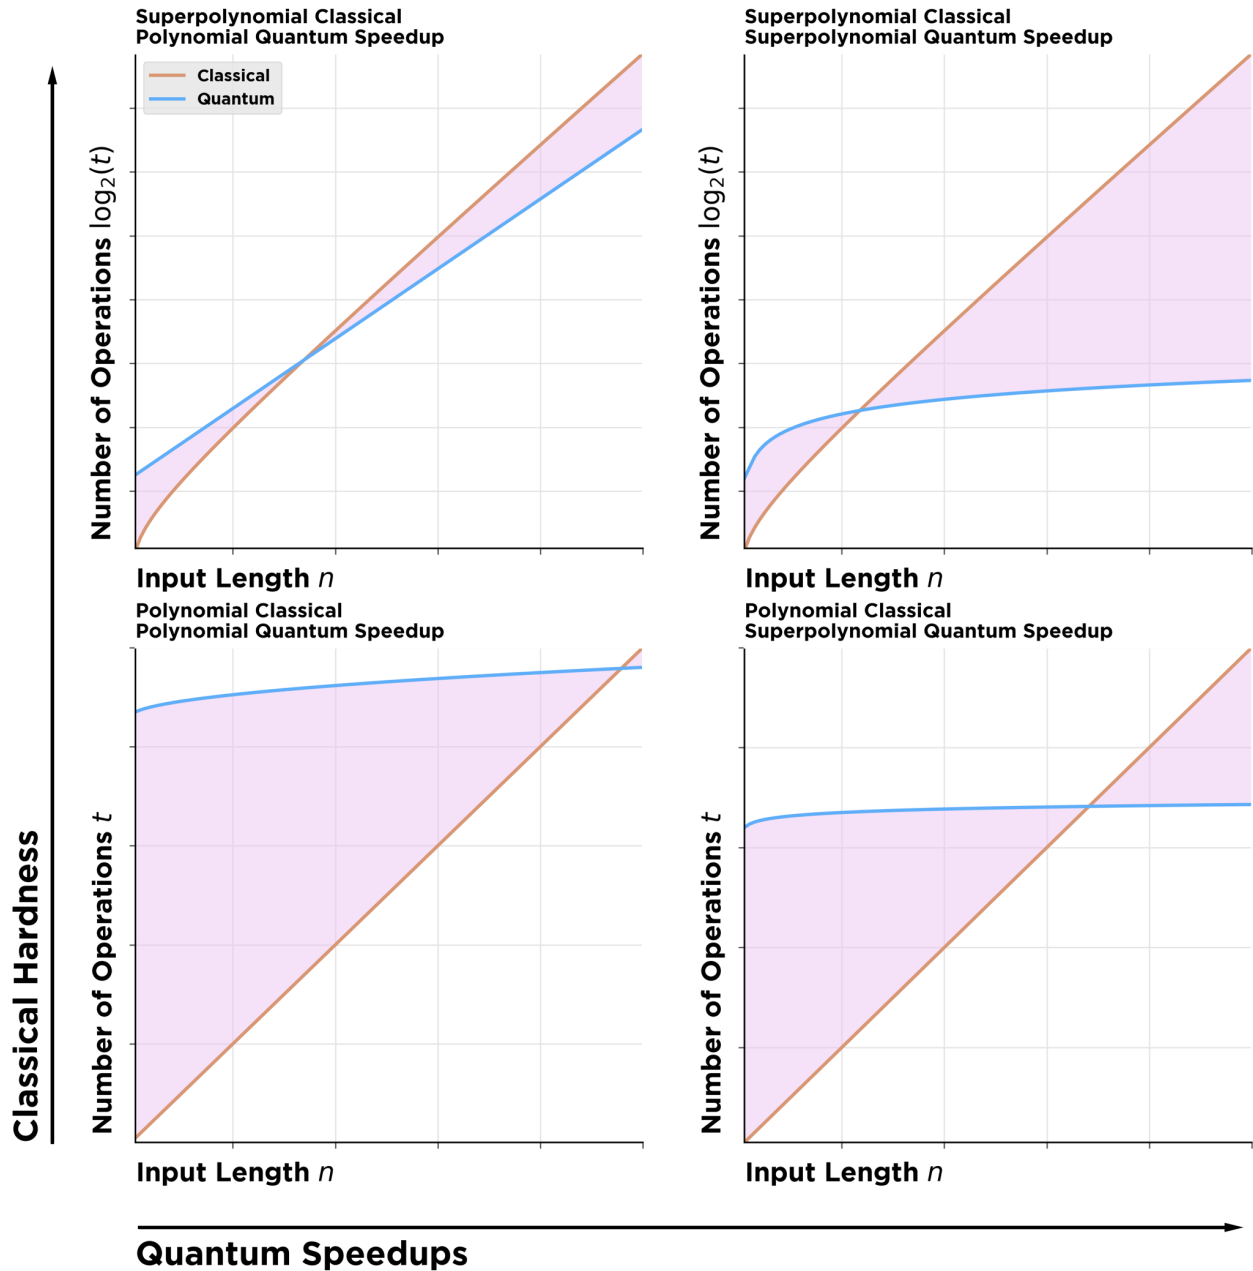 Superpolynomial Classical
Polynomial Quantum Speedup
Classical
Quantum
Number of Operations log₂(t)
Input Length n
Superpolynomial Classical
Superpolynomial Quantum Speedup
Number of Operations log₂(t)
Input Length n
Polynomial Classical
Polynomial Quantum Speedup
Number of Operations t
Input Length n
Polynomial Classical
Superpolynomial Quantum Speedup
Number of Operations t
Input Length n
Classical Hardness
Quantum Speedups